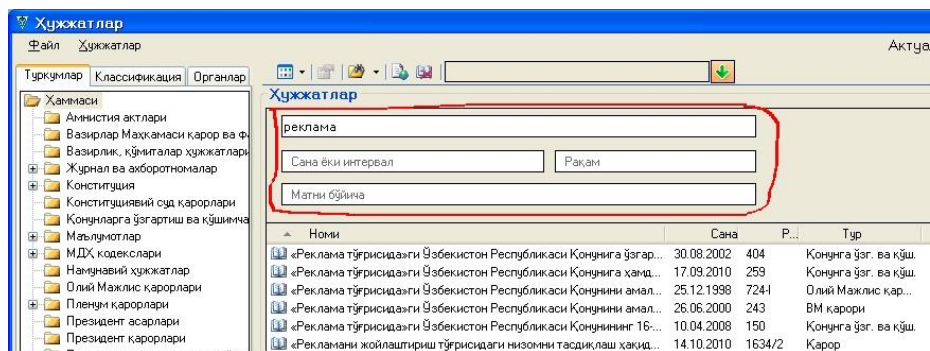 Ҳужжатлар
Файл Ҳужжатлар
Актуа
Туркумлар Классификация Органлар
Ҳужжатлар
Ҳаммаси
Амнистия актлари
Вазирлар Маҳкамаси қарор ва Ф
Вазирлик, қўмиталар ҳужжатлари
Журнал ва ахборотномалар
Конституция
Конституциявий суд қарорлари
Қонунларга ўзгартиш ва қўшимча
Маълумотлар
МДҲ кодекслари
Намунавий ҳужжатлар
Олий Мажлис қарорлари
Пленум қарорлари
Президент асарлари
Президент қарорлари
реклама
Сана ёки интервал Рақам
Матни бўйича
Номи Сана Р... Тур
«Реклама тўғрисида»ги Ўзбекистон Республикаси Қонунига ўзгар... 30.08.2002 404 Қонунга ўзг. ва қўш.
«Реклама тўғрисида»ги Ўзбекистон Республикаси Қонунига ҳамд... 17.09.2010 259 Қонунга ўзг. ва қўш.
«Реклама тўғрисида»ги Ўзбекистон Республикаси Қонунини амал... 25.12.1998 724-I Олий Мажлис қар...
«Реклама тўғрисида»ги Ўзбекистон Республикаси Қонунини амал... 26.06.2000 243 ВМ қарори
«Реклама тўғрисида»ги Ўзбекистон Республикаси Қонунининг 16-... 10.04.2008 150 Қонунга ўзг. ва қўш.
«Рекламани жойлаштириш тўғрисидаги низомни тасдиқлаш ҳақид... 14.10.2010 1634/2 Қарор